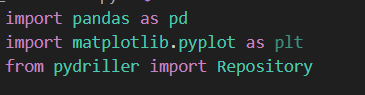 import pandas as pd
import matplotlib.pyplot as plt
from pydriller import Repository